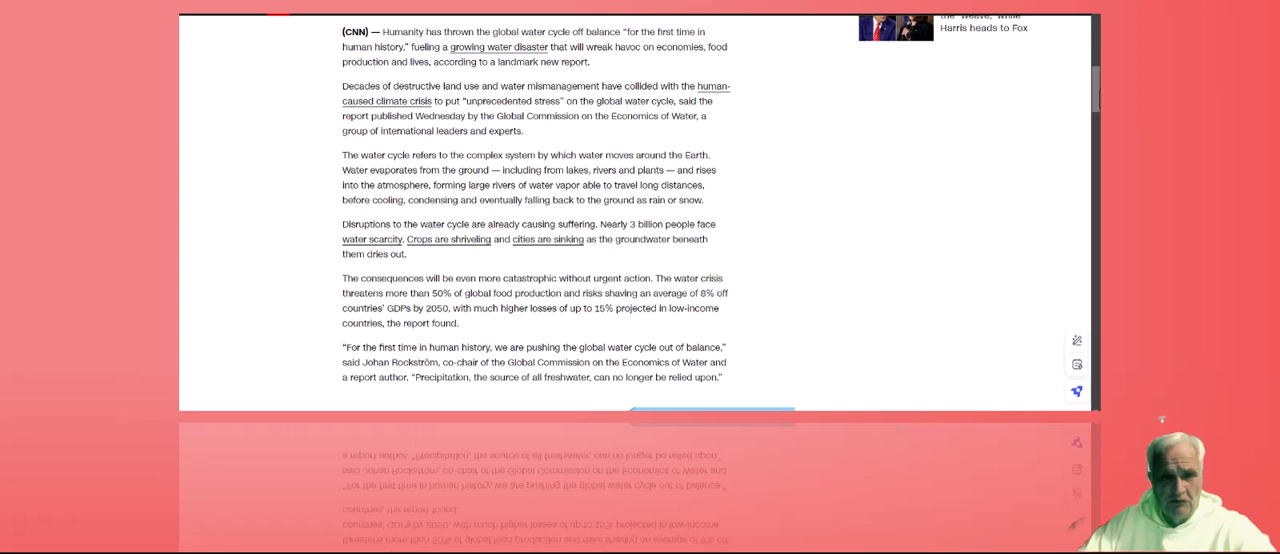 (CNN) — Humanity has thrown the global water cycle off balance “for the first time in
human history,” fueling a growing water disaster that will wreak havoc on economies, food
production and lives, according to a landmark new report.
Decades of destructive land use and water mismanagement have collided with the human-
caused climate crisis to put “unprecedented stress” on the global water cycle, said the
report published Wednesday by the Global Commission on the Economics of Water, a
group of international leaders and experts.
The water cycle refers to the complex system by which water moves around the Earth.
Water evaporates from the ground — including from lakes, rivers and plants — and rises
into the atmosphere, forming large rivers of water vapor able to travel long distances,
before cooling, condensing and eventually falling back to the ground as rain or snow.
Disruptions to the water cycle are already causing suffering. Nearly 3 billion people face
water scarcity. Crops are shriveling and cities are sinking as the groundwater beneath
them dries out.
The consequences will be even more catastrophic without urgent action. The water crisis
threatens more than 50% of global food production and risks shaving an average of 8% off
countries’ GDPs by 2050, with much higher losses of up to 15% projected in low-income
countries, the report found.
“For the first time in human history, we are pushing the global water cycle out of balance,”
said Johan Rockström, co-chair of the Global Commission on the Economics of Water and
a report author. “Precipitation, the source of all freshwater, can no longer be relied upon.”
the “weave,” while
Harris heads to Fox